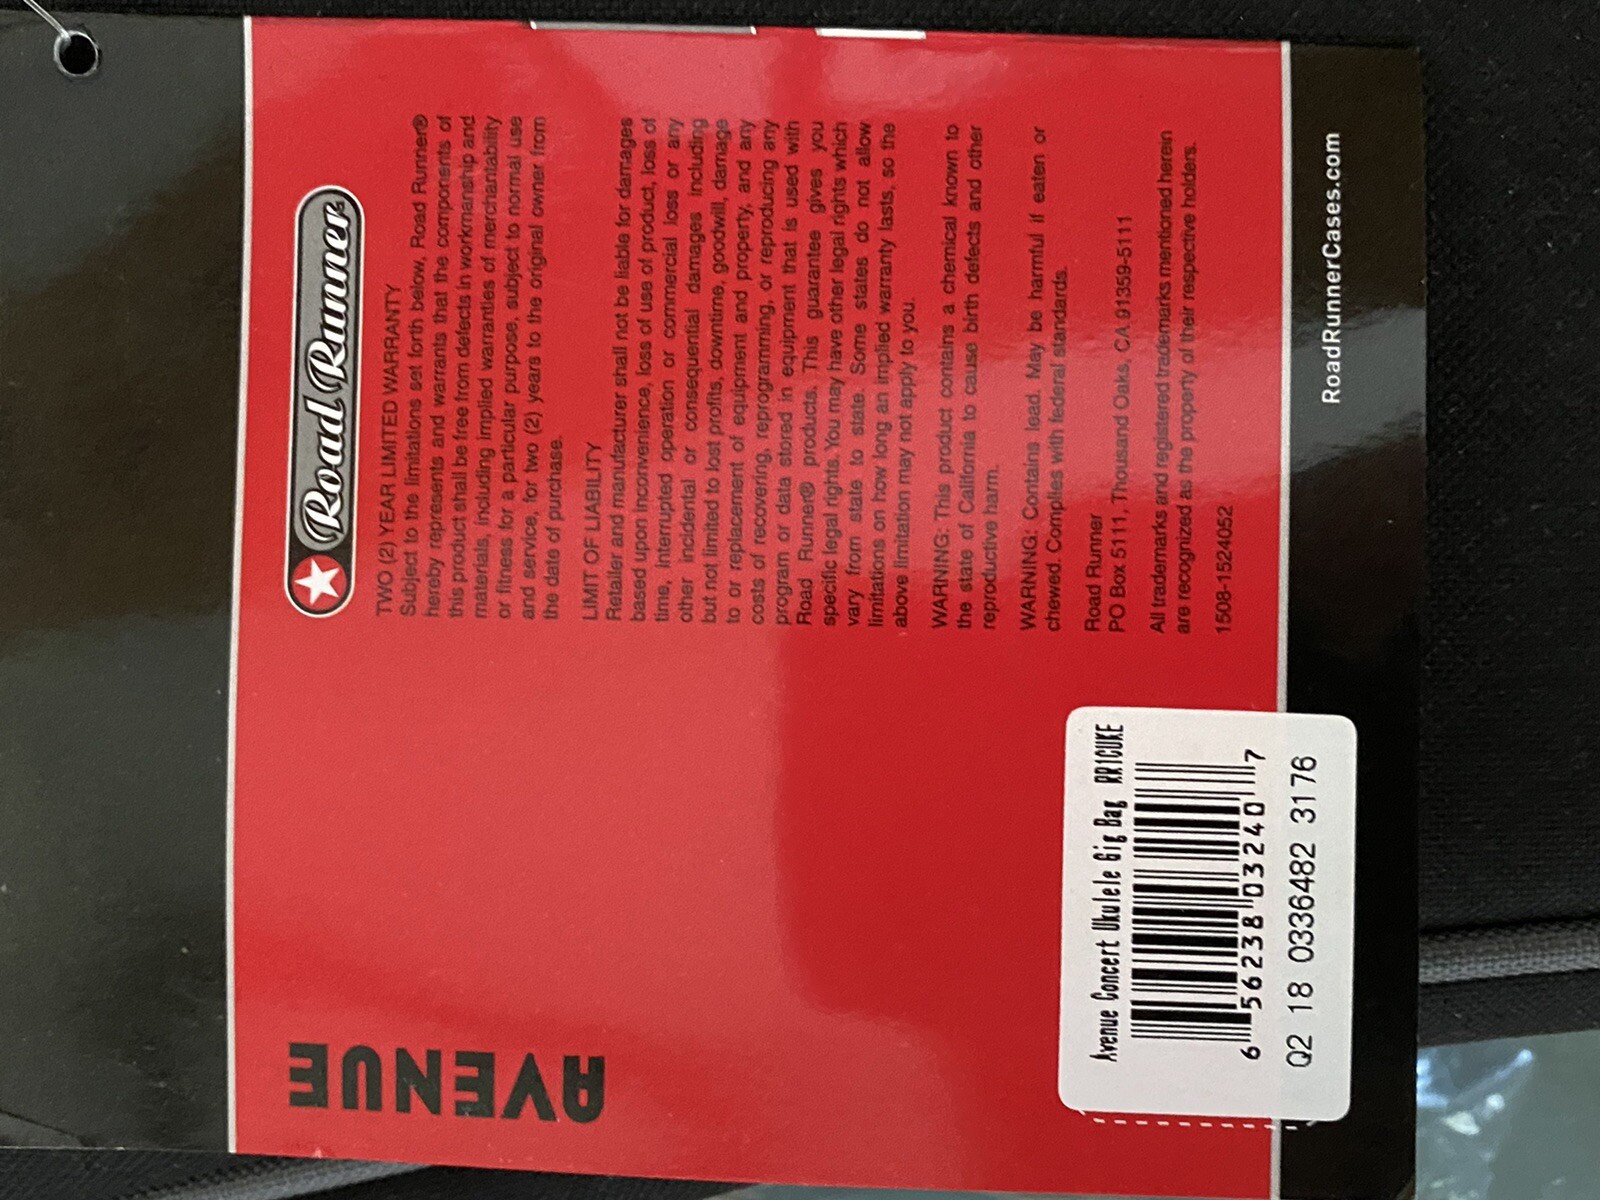 Road Runner
TWO (2) YEAR LIMITED WARRANTY
Subject to the limitations set forth below, Road Runner®
hereby represents and warrants that the components of
this product shall be free from defects in workmanship and
materials, including implied warranties of merchantability
or fitness for a particular purpose, subject to normal use
and service, for two (2) years to the original owner from
the date of purchase.
LIMIT OF LIABILITY
Retailer and manufacturer shall not be liable for damages
based upon inconvenience, loss of use of product, loss of
time, interrupted operation or commercial loss or any
other incidental or consequential damages including
but not limited to lost profits, downtime, goodwill, damage
to or replacement of equipment and property, and any
costs of recovering, reprogramming, or reproducing any
program or data stored in equipment that is used with
Road Runner® products. This guarantee gives you
specific legal rights. You may have other legal rights which
vary from state to state. Some states do not allow
limitations on how long an implied warranty lasts, so the
above limitation may not apply to you.
WARNING: This product contains a chemical known to
the state of California to cause birth defects and other
reproductive harm.
WARNING: Contains lead. May be harmful if eaten or
chewed. Complies with federal standards.
Road Runner
PO Box 5111, Thousand Oaks, CA 91359-5111
All trademarks and registered trademarks mentioned herein
are recognized as the property of their respective holders.
1508-1524052
RoadRunnerCases.com
AVENUE
Avenue Concert Ukulele Gig Bag RR1CUKE
6 56238 03240 7
Q2 18 0336482 3176